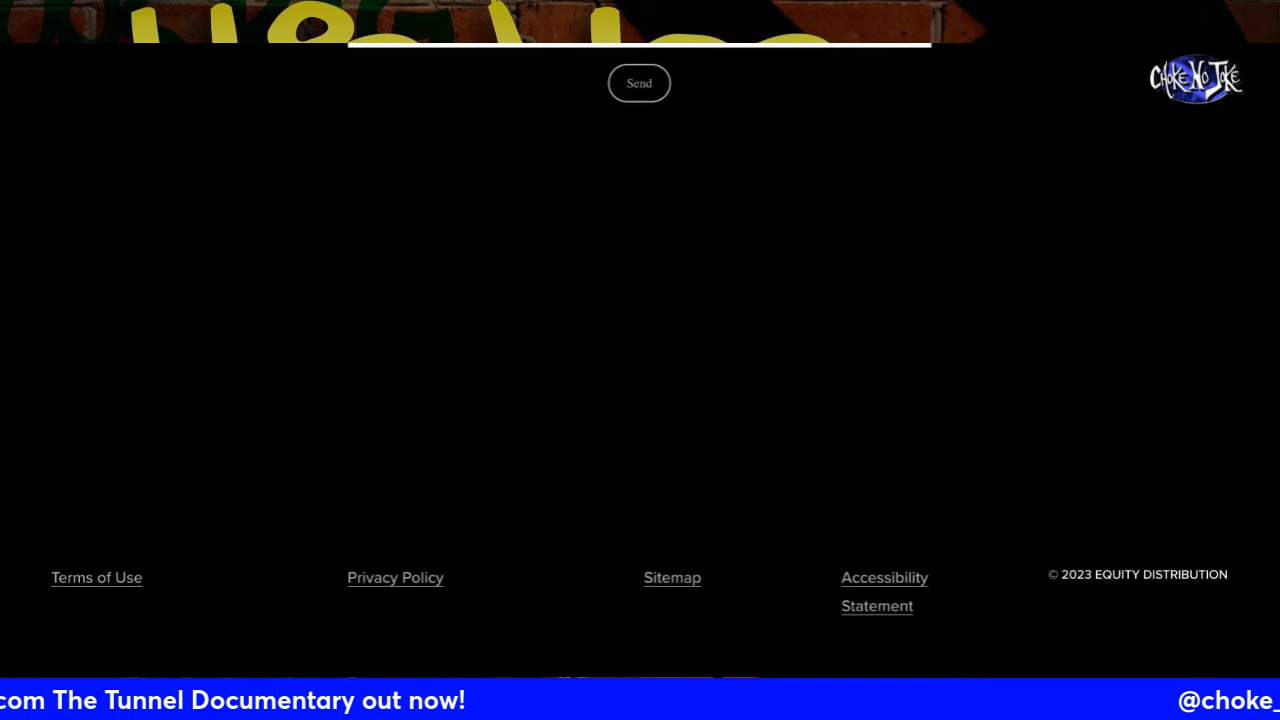 Send
CHOKE NO JOKE
Terms of Use
Privacy Policy
Sitemap
Accessibility
Statement
© 2023 EQUITY DISTRIBUTION
com The Tunnel Documentary out now!
@choke_